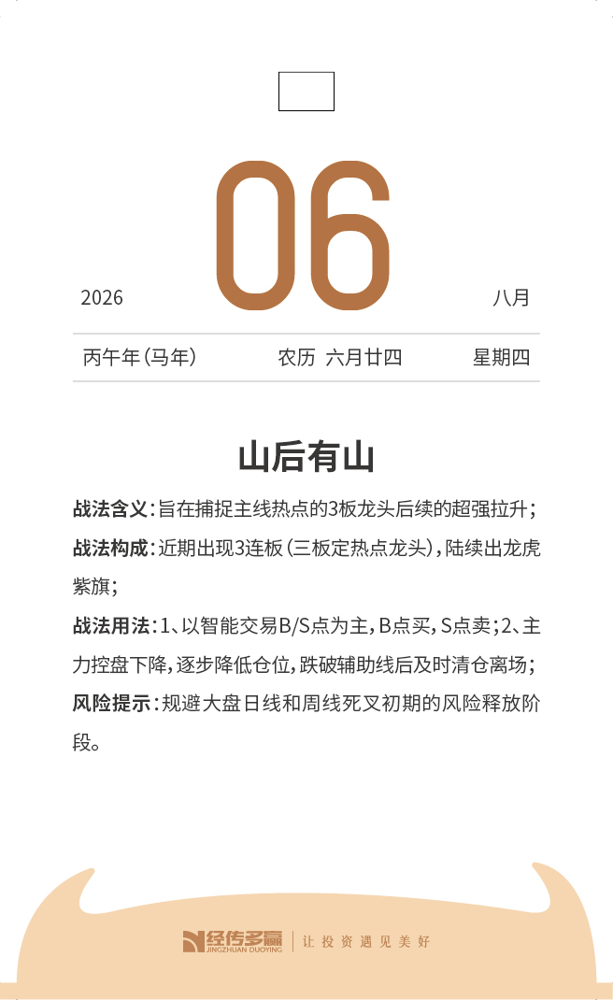 06
2026
八月
丙午年（马年）
农历 六月廿四
星期四
山后有山
战法含义：旨在捕捉主线热点的3板龙头后续的超强拉升；
战法构成：近期出现3连板（三板定热点龙头），陆续出龙虎
紫旗；
战法用法：1、以智能交易B/S点为主，B点买，S点卖；2、主
力控盘下降，逐步降低仓位，跌破辅助线后及时清仓离场；
风险提示：规避大盘日线和周线死叉初期的风险释放阶
段。
经传多赢
JINGZHUAN DUOYING
让投资遇见美好